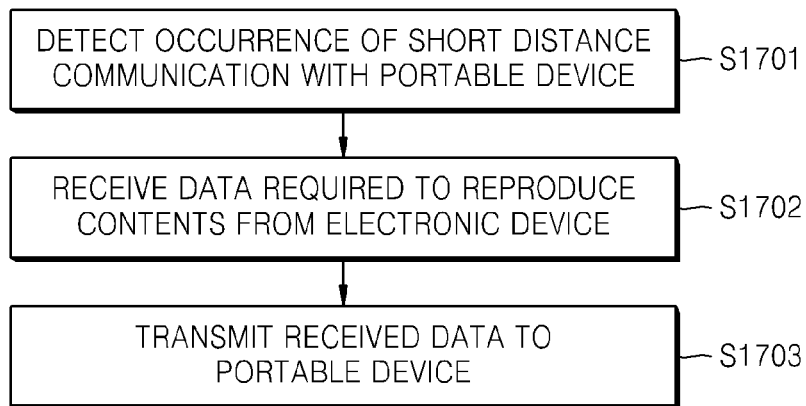 DETECT OCCURRENCE OF SHORT DISTANCE
COMMUNICATION WITH PORTABLE DEVICE
S1701
RECEIVE DATA REQUIRED TO REPRODUCE
CONTENTS FROM ELECTRONIC DEVICE
S1702
TRANSMIT RECEIVED DATA TO
PORTABLE DEVICE
S1703